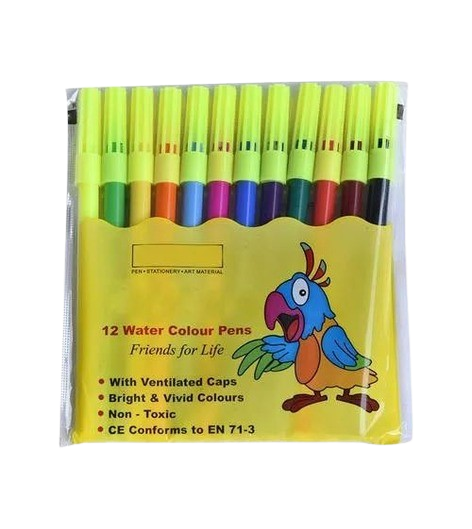 PEN • STATIONERY • ART MATERIAL
12 Water Colour Pens
Friends for Life
• With Ventilated Caps
• Bright & Vivid Colours
• Non - Toxic
• CE Conforms to EN 71-3